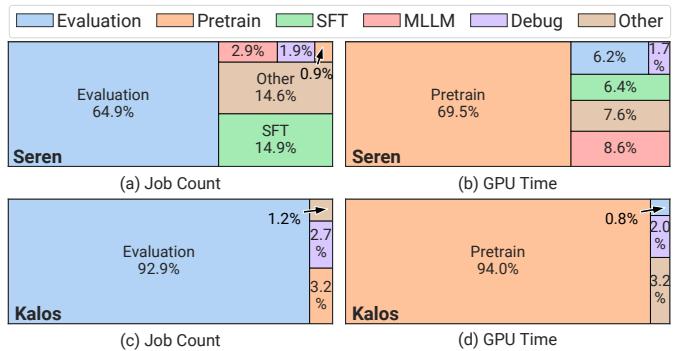 Evaluation Pretrain SFT MLLM Debug Other
2.9% 1.9%
0.9%
Other
14.6%
Evaluation
64.9%
SFT
14.9%
Seren
(a) Job Count
6.2% 1.7
%
6.4%
Pretrain
69.5%
7.6%
8.6%
Seren
(b) GPU Time
1.2%
2.7
%
Evaluation
92.9%
3.2
%
Kalos
(c) Job Count
0.8%
2.0
%
Pretrain
94.0%
3.2
%
Kalos
(d) GPU Time